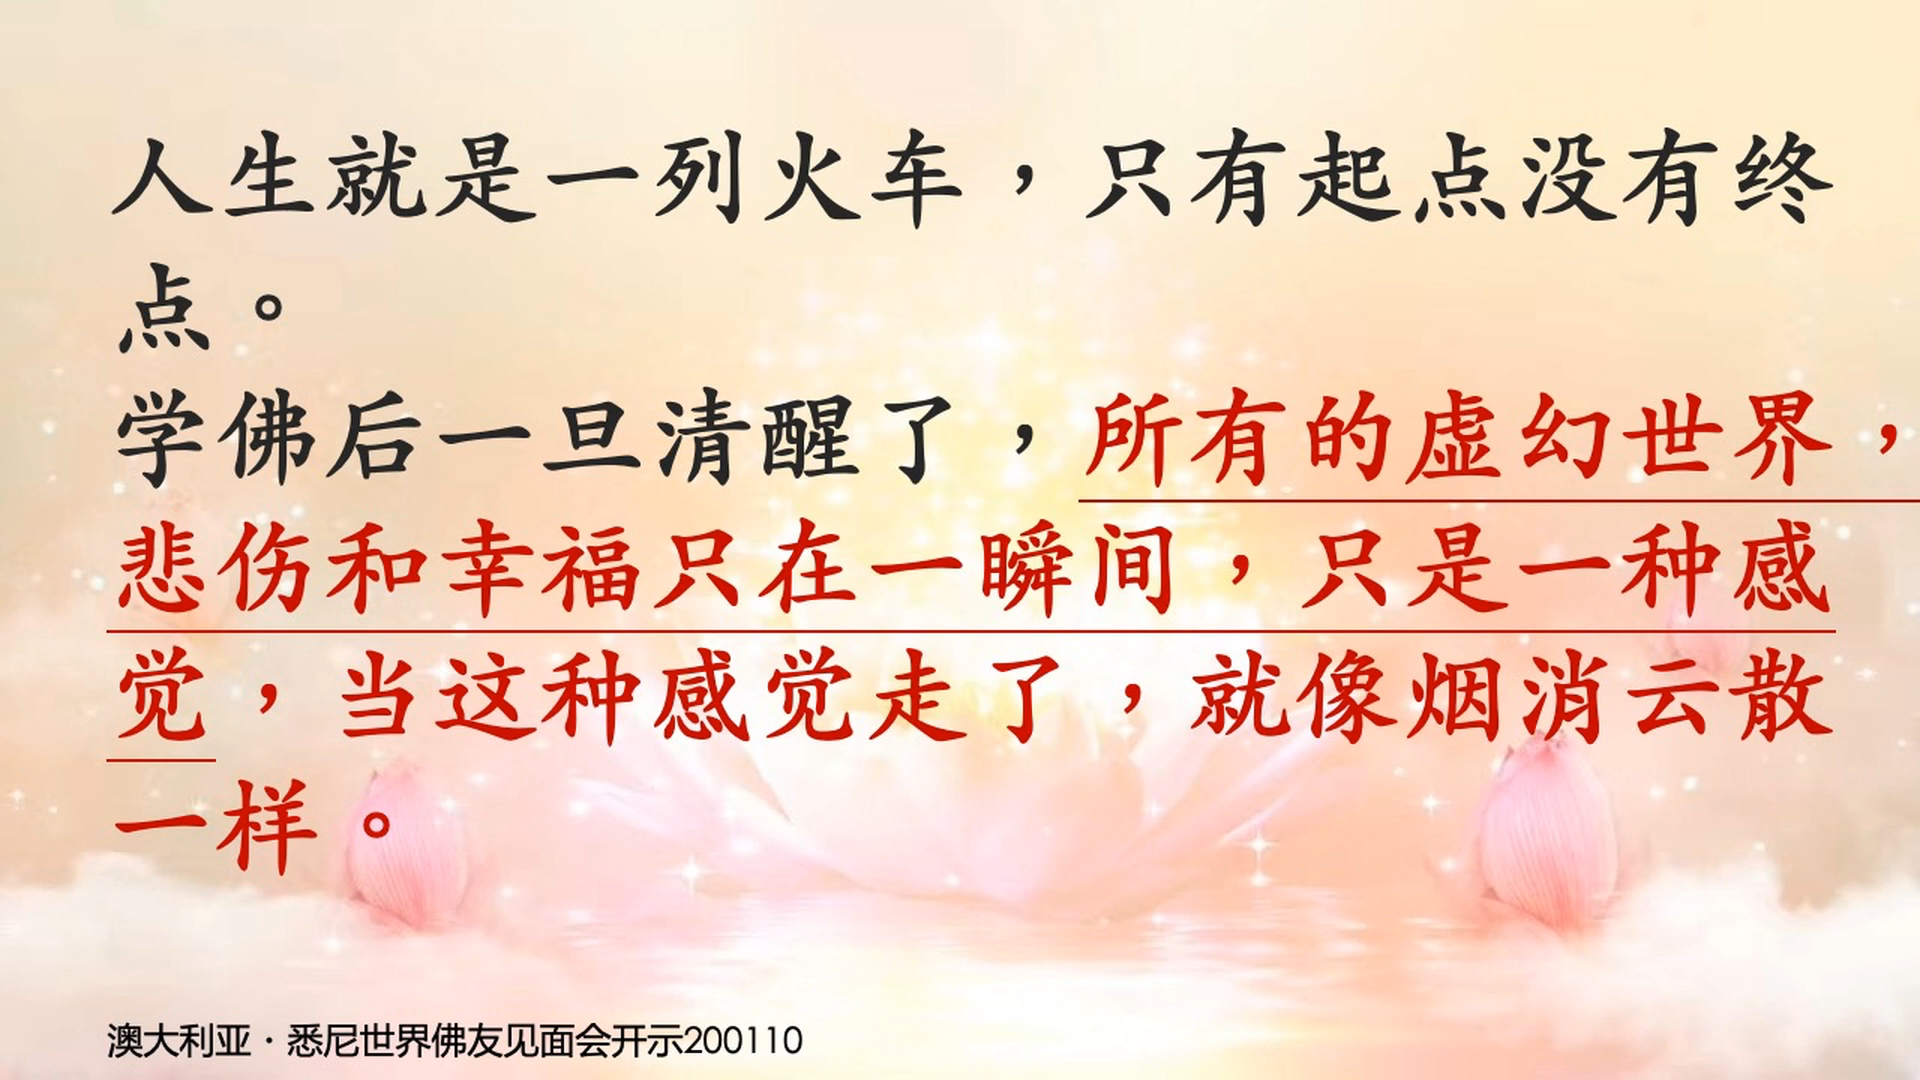 人生就是一列火车，只有起点没有终
点。
学佛后一旦清醒了，所有的虚幻世界，
悲伤和幸福只在一瞬间，只是一种感
觉，当这种感觉走了，就像烟消云散
一样。
澳大利亚·悉尼世界佛友见面会开示200110